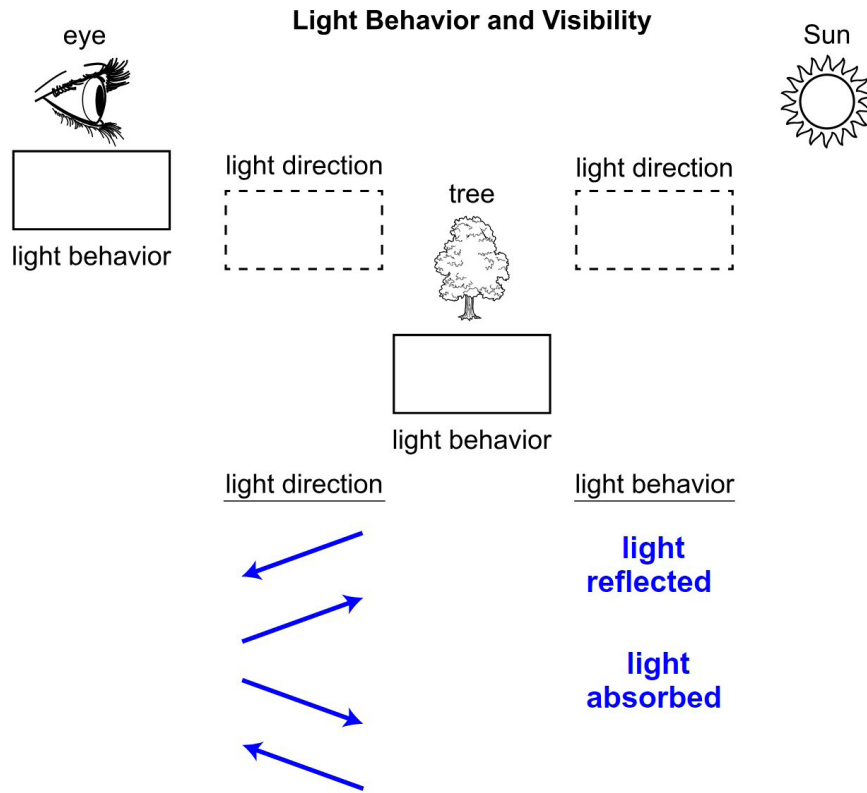 Light Behavior and Visibility
eye
Sun
light direction
light direction
tree
light behavior
light behavior
light direction
light behavior
light
reflected
light
absorbed